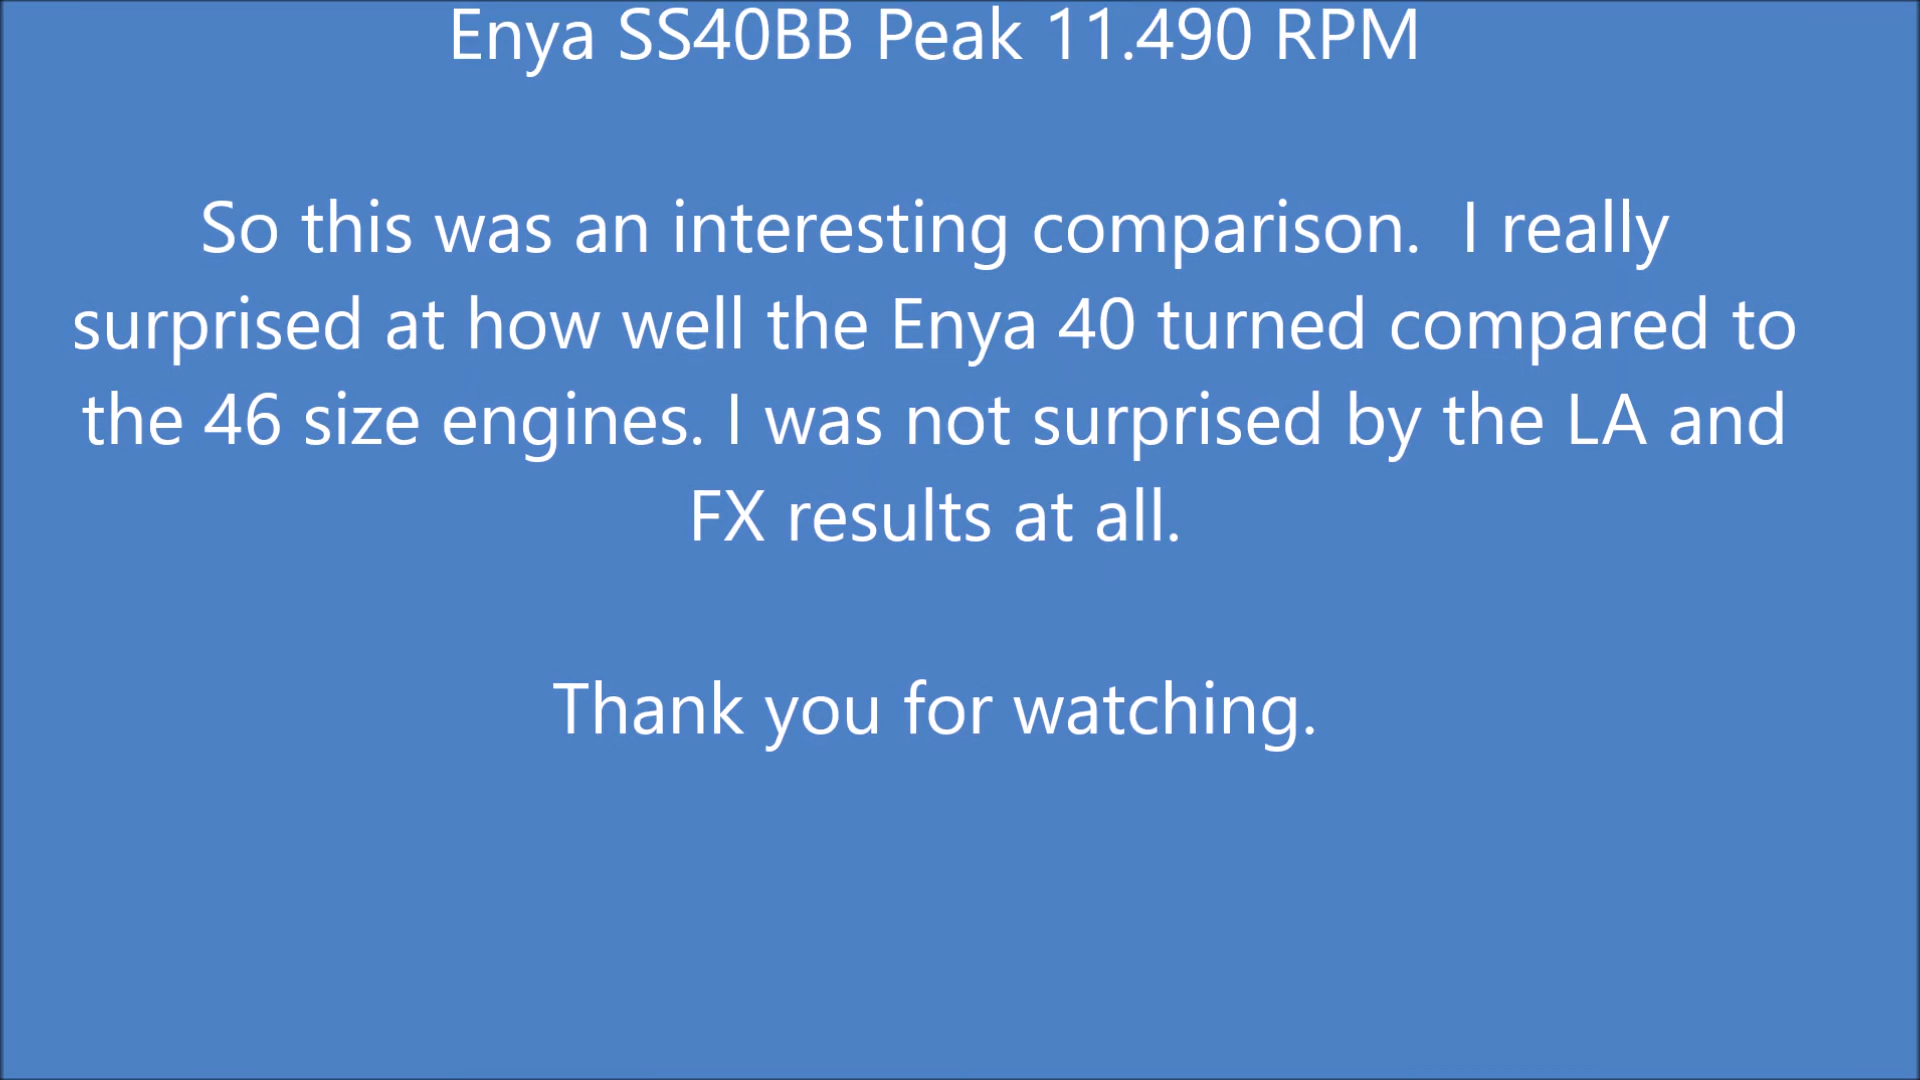 Enya SS40BB Peak 11.490 RPM
So this was an interesting comparison.  I really
surprised at how well the Enya 40 turned compared to
the 46 size engines. I was not surprised by the LA and
FX results at all.
Thank you for watching.